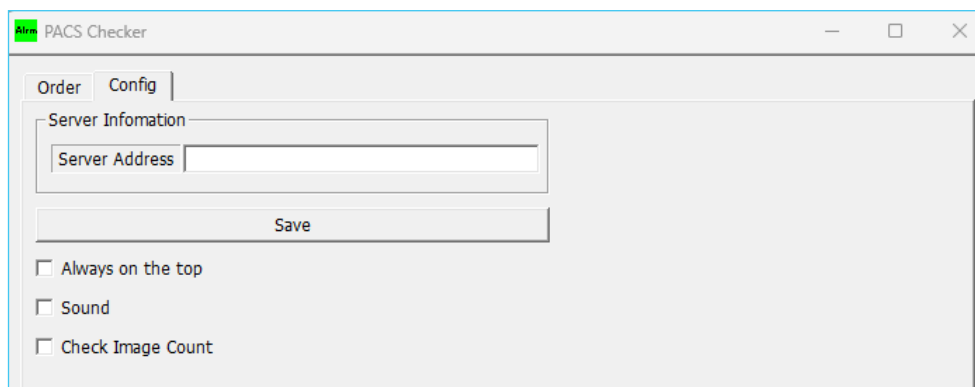 Alrm PACS Checker
Order Config
Server Infomation
Server Address
Save
Always on the top
Sound
Check Image Count